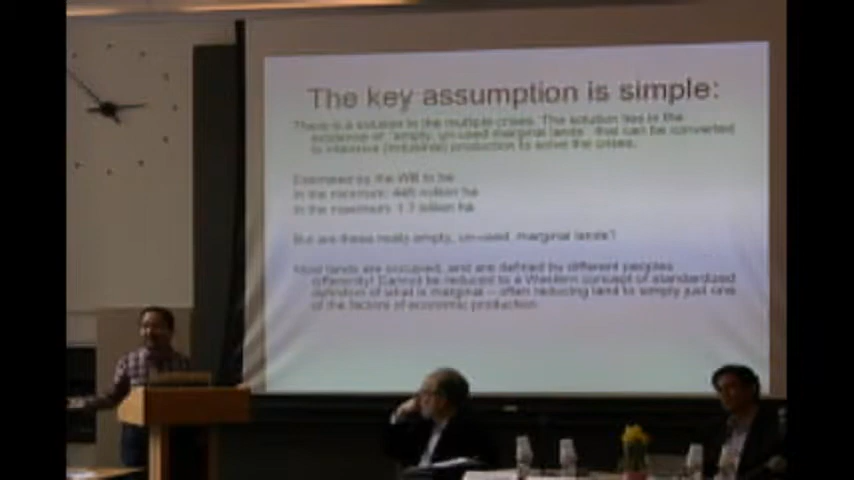 The key assumption is simple:
There is a solution to the multiple crises. The solution lies in the
existence of "empty, un-used marginal lands" that can be converted
to intensive (industrial) production to solve the crises.
Estimated by the WB to be
In the minimum: 445 million ha
In the maximum: 1.7 billion ha
But are these really empty, un-used, marginal lands?
Most lands are occupied, and are defined by different peoples
differently! Cannot be reduced to a Western concept of standardized
definition of what is marginal -- often reducing land to simply just one
of the factors of economic production